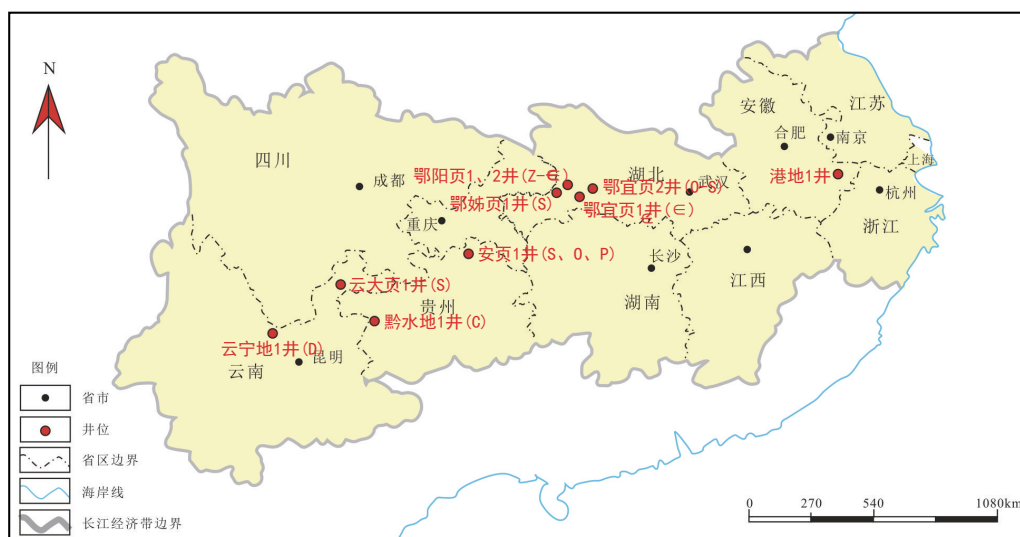 N
安徽
江苏
合肥
南京
上海
四川
鄂阳页1、2井(Z-∈)
湖北
港地1井
成都
鄂宜页2井(O-S)
武汉
杭州
鄂姊页1井(S)
鄂宜页1井(∈)
重庆
浙江
安页1井(S、O、P)
长沙
江西
云大页1井(S)
贵州
湖南
黔水地1井(C)
云宁地1井(D)
昆明
云南
图例
省市
井位
省区边界
海岸线
长江经济带边界
0 270 540 1080km